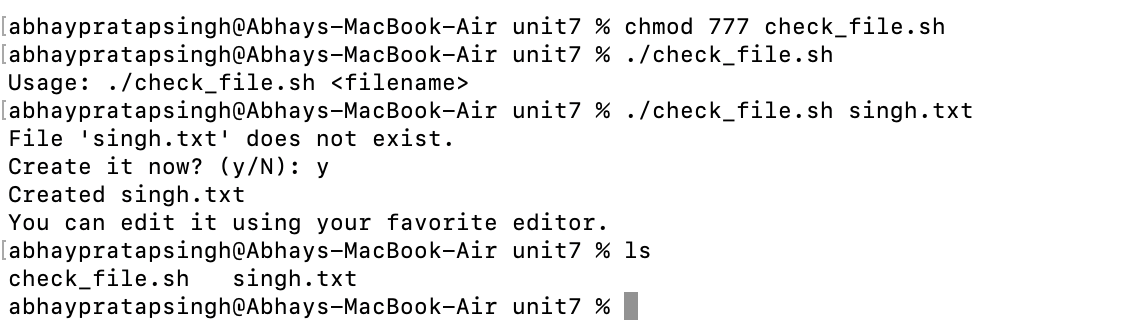 [abhaypratapsingh@Abhays-MacBook-Air unit7 % chmod 777 check_file.sh
[abhaypratapsingh@Abhays-MacBook-Air unit7 % ./check_file.sh
Usage: ./check_file.sh <filename>
[abhaypratapsingh@Abhays-MacBook-Air unit7 % ./check_file.sh singh.txt
File 'singh.txt' does not exist.
Create it now? (y/N): y
Created singh.txt
You can edit it using your favorite editor.
[abhaypratapsingh@Abhays-MacBook-Air unit7 % ls
check_file.sh   singh.txt
abhaypratapsingh@Abhays-MacBook-Air unit7 %